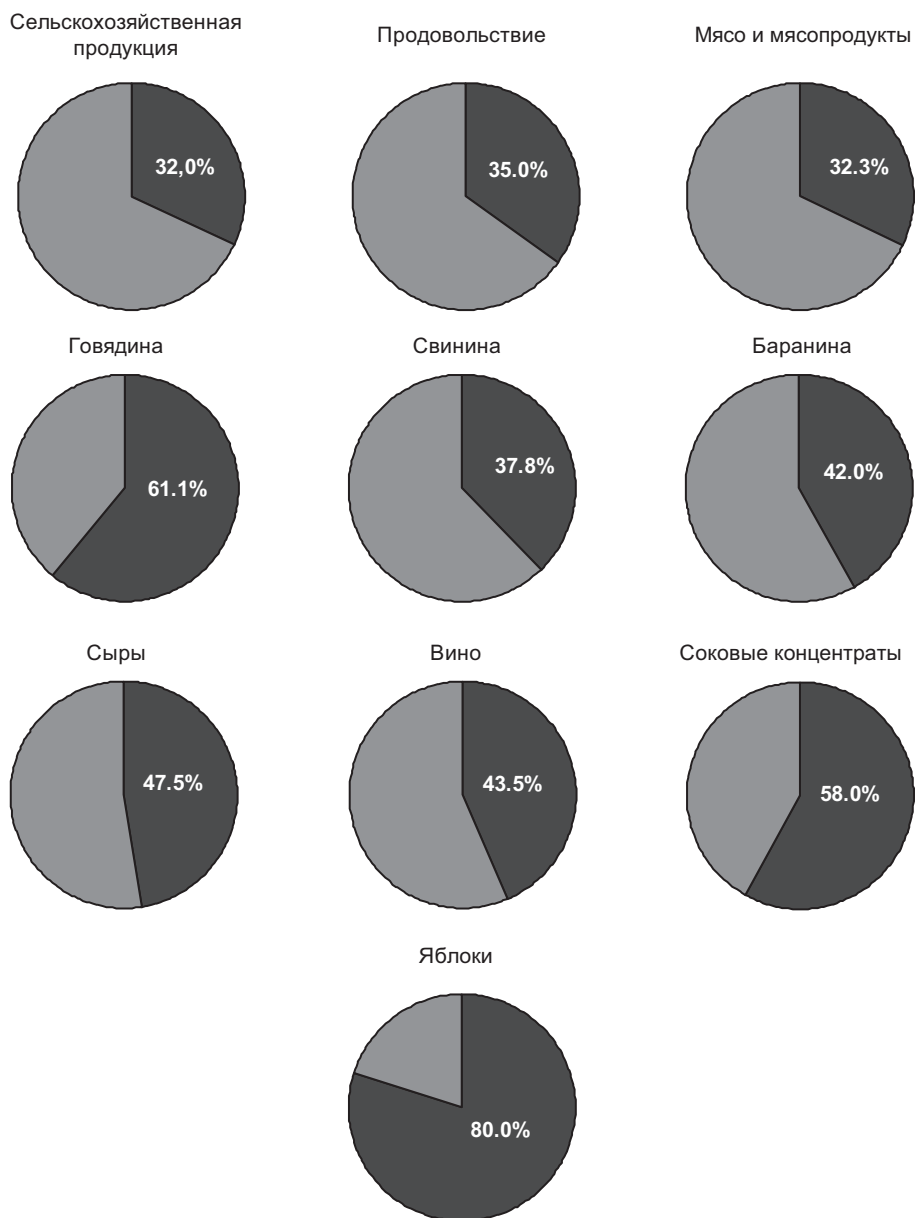 Сельскохозяйственная
продукция
Продовольствие
Мясо и мясопродукты
32,0%
35.0%
32.3%
Говядина
Свинина
Баранина
61.1%
37.8%
42.0%
Сыры
Вино
Соковые концентраты
47.5%
43.5%
58.0%
Яблоки
80.0%